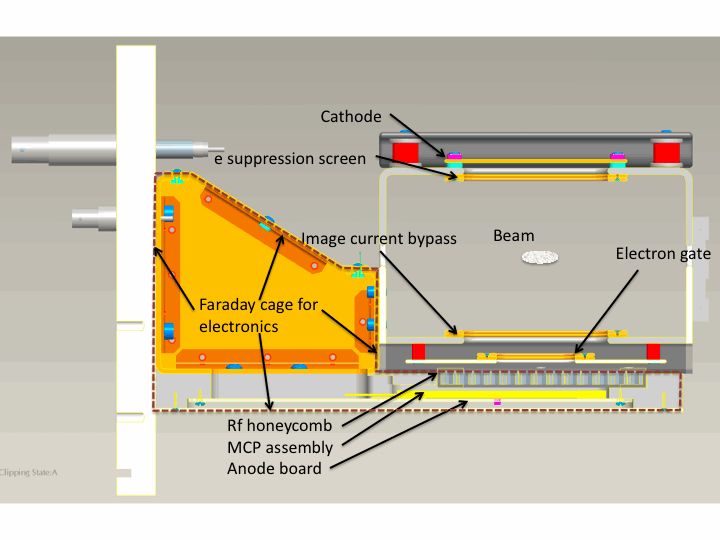 Cathode
e suppression screen
Image current bypass
Beam
Electron gate
Faraday cage for
electronics
Rf honeycomb
MCP assembly
Anode board
Clipping State:A